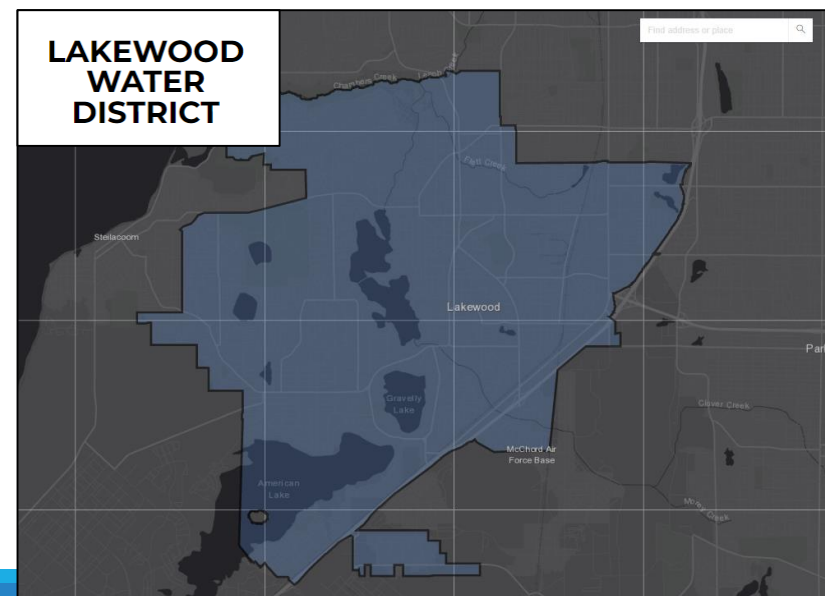 LAKEWOOD
WATER
DISTRICT
Find address or place
Chambers Creek
Flett Creek
Steilacoom
Lakewood
Gravelly
Lake
Clover Creek
McChord Air
Force Base
American
Lake
Morey Creek